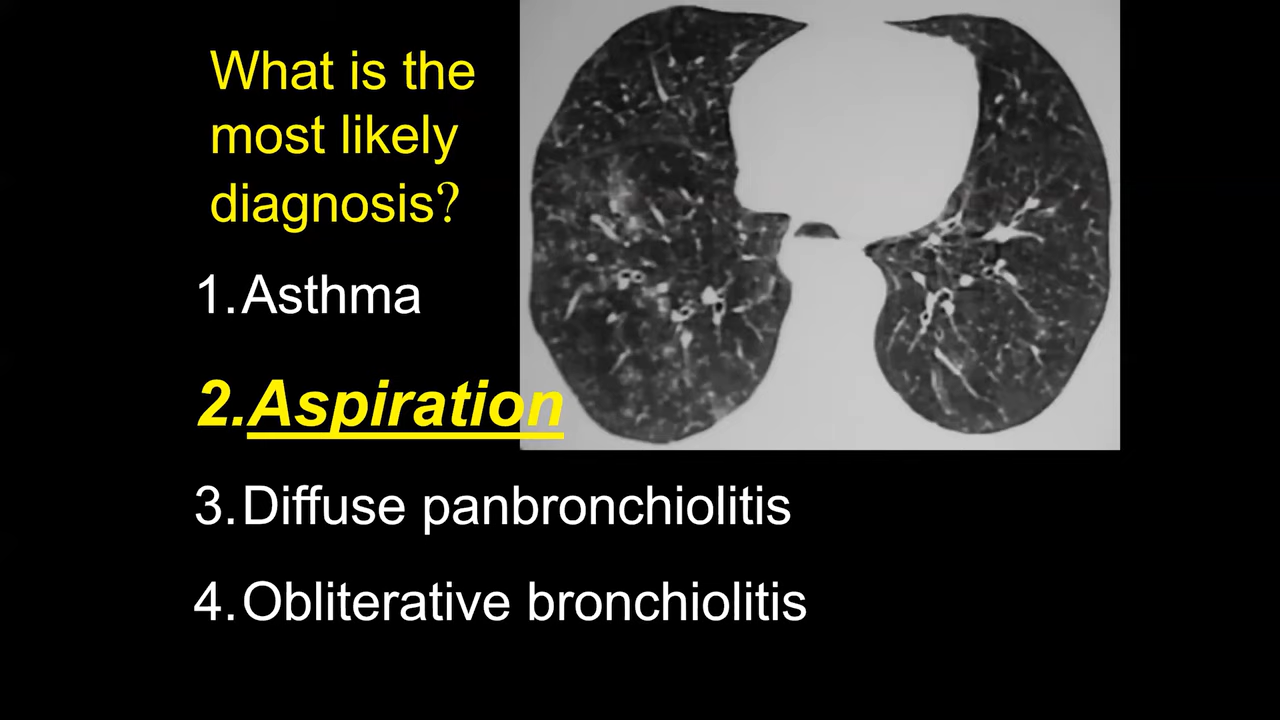 What is the
most likely
diagnosis?
1. Asthma
2. Aspiration
3. Diffuse panbronchiolitis
4. Obliterative bronchiolitis